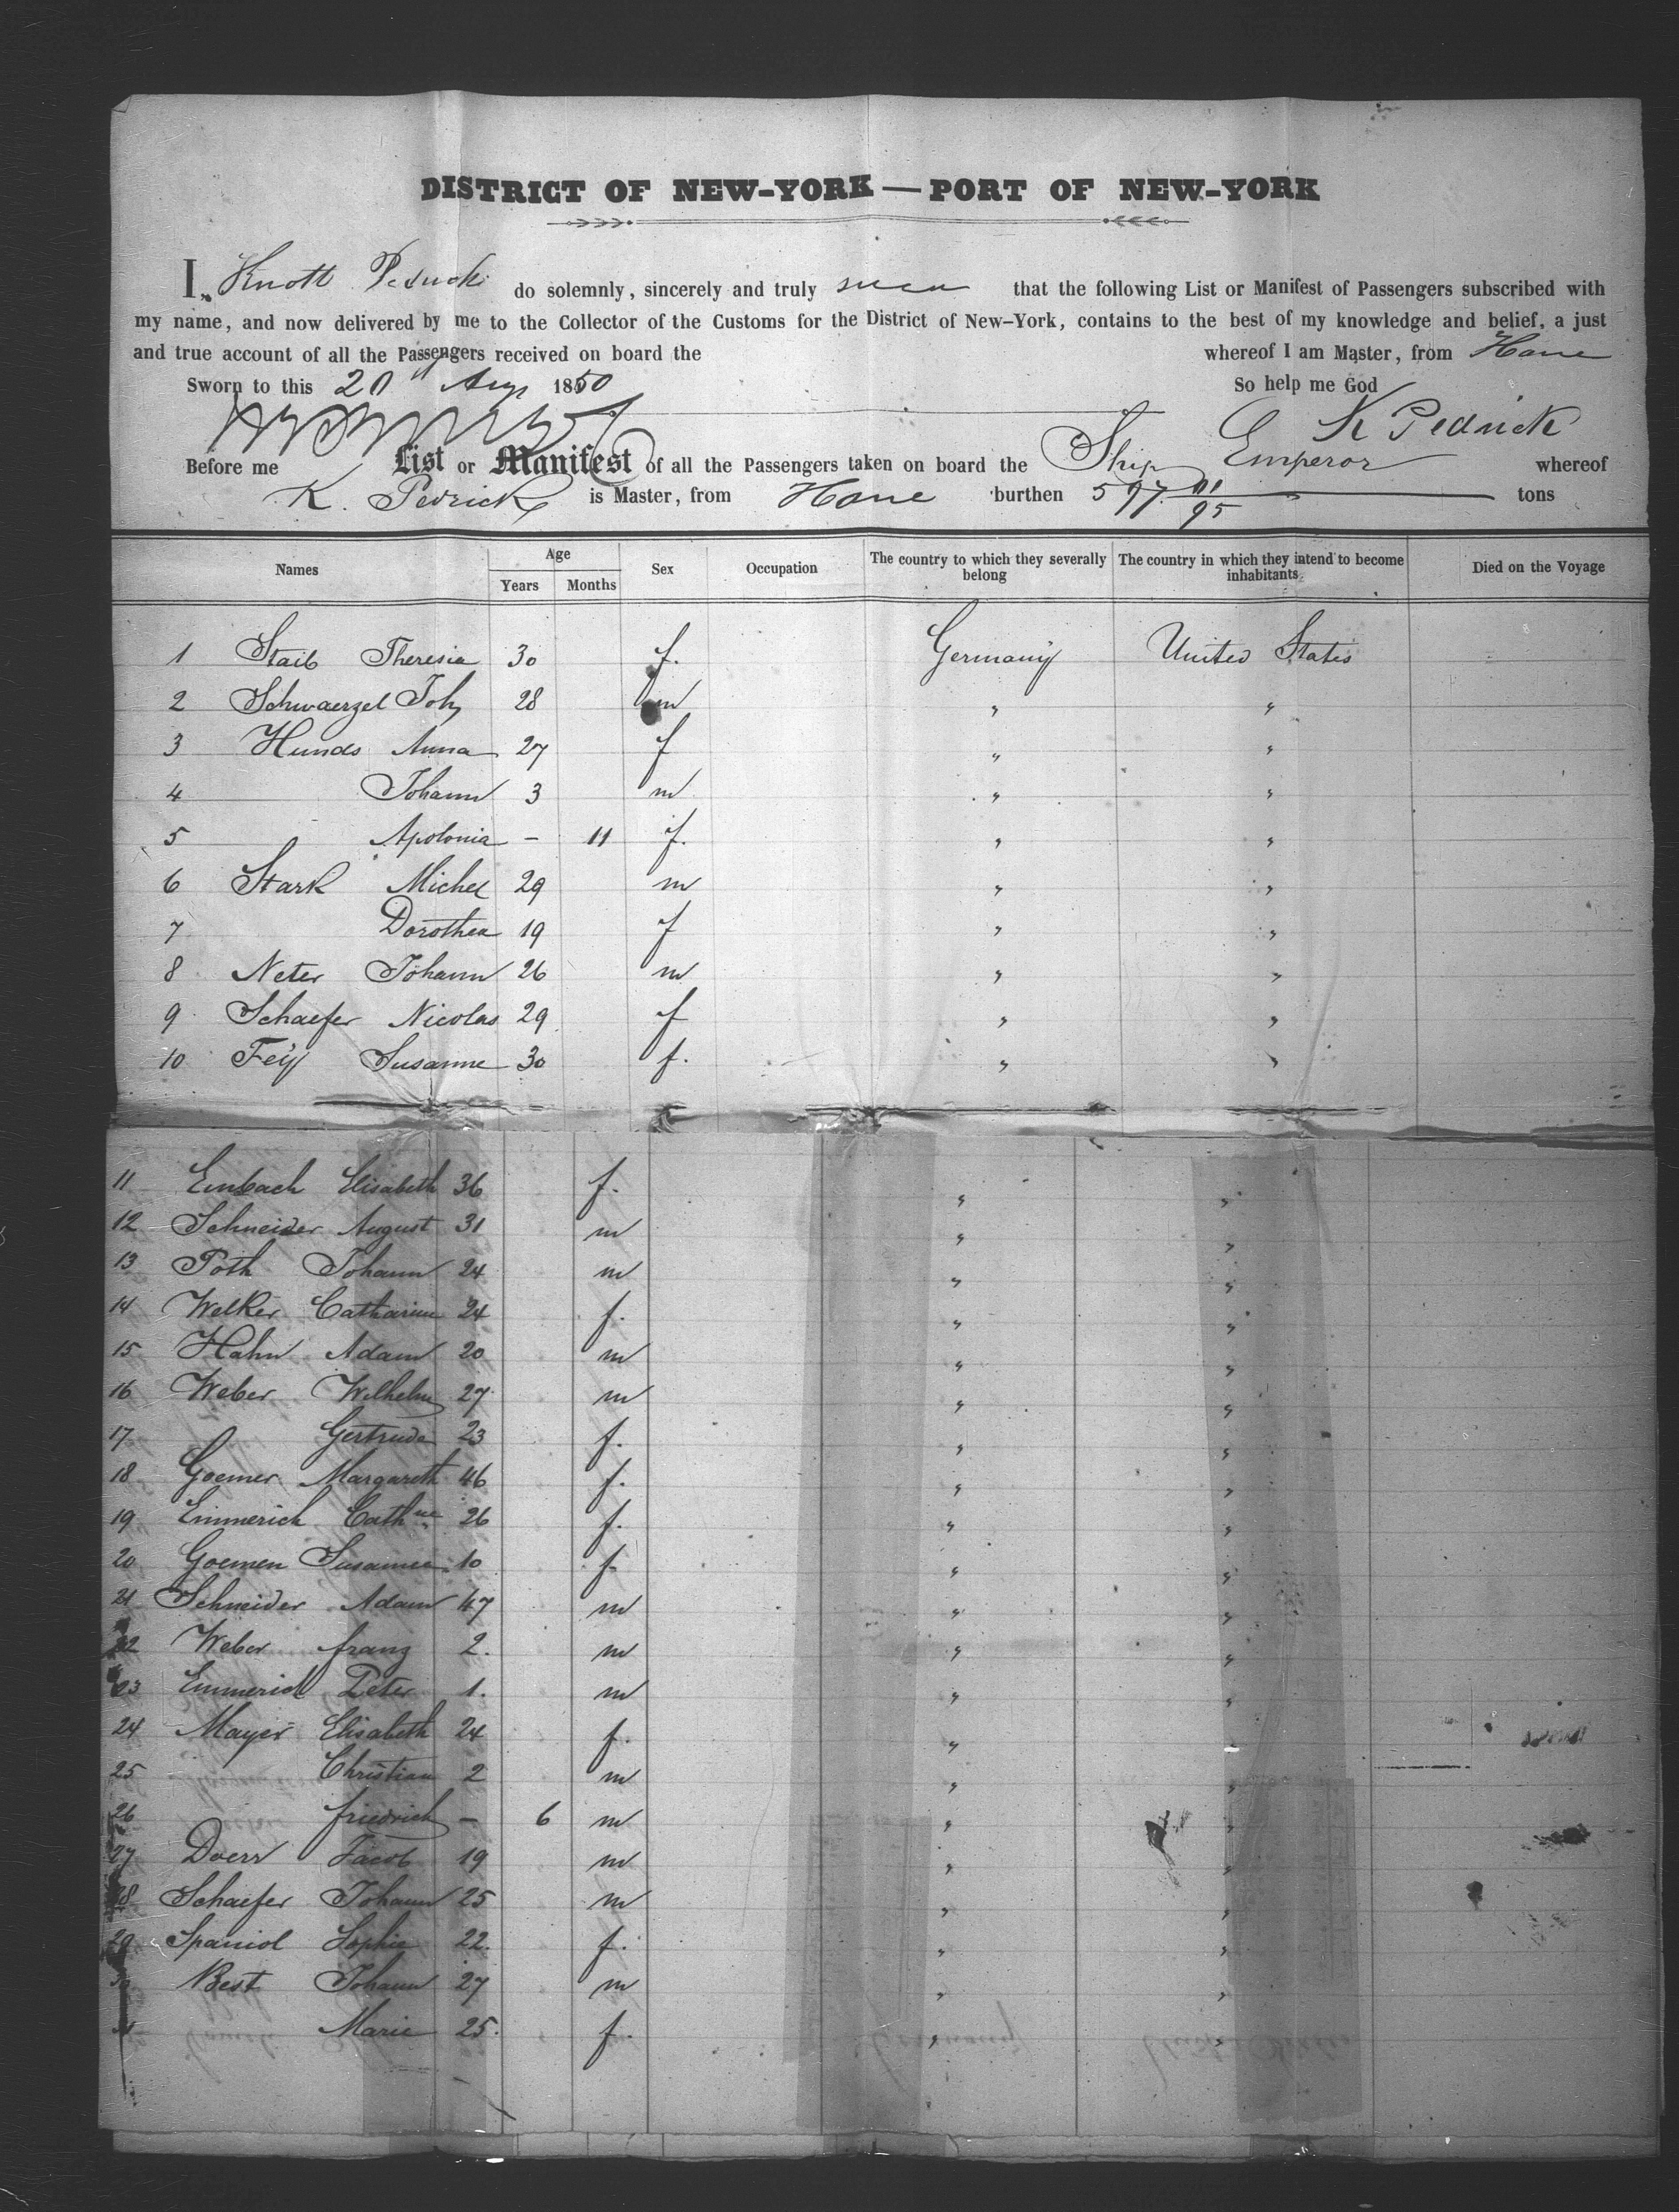 DISTRICT OF NEW-YORK — PORT OF NEW-YORK
I, Knott Pedrick do solemnly, sincerely and truly swear that the following List or Manifest of Passengers subscribed with
my name, and now delivered by me to the Collector of the Customs for the District of New-York, contains to the best of my knowledge and belief, a just
and true account of all the Passengers received on board the whereof I am Master, from Havre
Sworn to this 20th Aug 1850 So help me God
K Pedrick
Before me List or Manifest of all the Passengers taken on board the Ship Emperor whereof
K. Pedrick is Master, from Havre burthen 597 01/95 tons
Names Age Years Months Sex Occupation The country to which they severally belong The country in which they intend to become inhabitants. Died on the Voyage
1 Staib Theresia 30 f. Germany United States
2 Schwaerzel Joh 28 m " "
3 Hunds Anna 27 f " "
4 Johann 3 m " "
5 Apolonia - 11 f. " "
6 Stark Michel 29 m " "
7 Dorothea 19 f " "
8 Neter Johann 26 m " "
9 Schaefer Nicolas 29 f " "
10 Feÿ Susanne 30 f. " "
11 Embach Elisabeth 36 f. " "
12 Schneider August 31 m " "
13 Poth Johann 24 m " "
14 Welker Catharine 24 f. " "
15 Hahn Adam 20 m " "
16 Weber Wilhelm 27 m " "
17 Gertrude 23 f. " "
18 Goemer Margareth 46 f. " "
19 Emmerich Cathne 26 f. " "
20 Goemen Susanne 10 f. " "
21 Schneider Adam 47 m " "
22 Weber franz 2. m " "
23 Emmerich Peter 1. m " "
24 Mayer Elisabeth 24 f. "
25 Christian 2 m " "
26 friedrich - 6 m " "
27 Doerr Jacob 19 m " "
28 Schaefer Johann 25 m " "
29 Spaniol Sophie 22. f. " "
30 Best Johann 27 m " "
Marie 25. f. " "